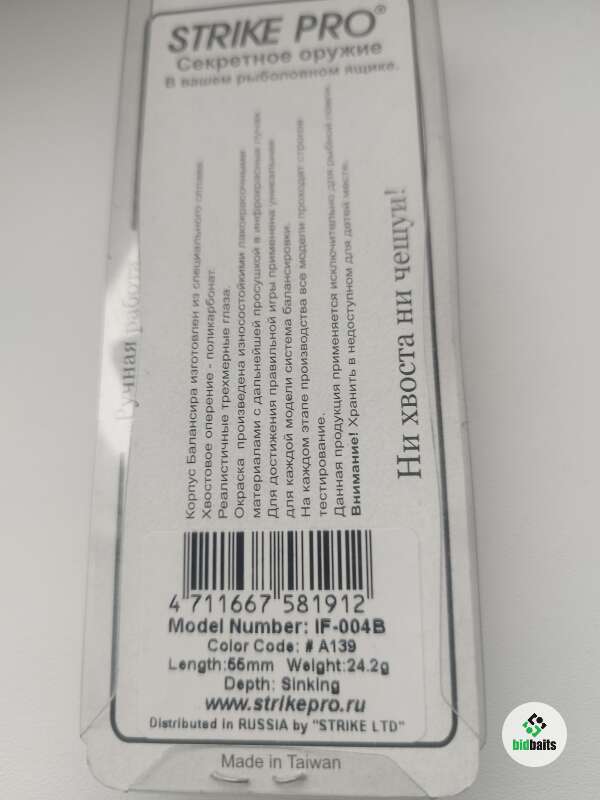 STRIKE PRO®
Секретное оружие
В вашем рыболовном ящике.
Ручная работа
Корпус Балансира изготовлен из специального сплава.
Хвостовое оперение - поликарбонат.
Реалистичные трехмерные глаза.
Окраска произведена износостойкими лакокрасочными
материалами с дальнейшей просушкой в инфрокрасных лучах.
Для достижения правильной игры применена уникальная
для каждой модели система балансировки.
На каждом этапе производства все модели проходят строгое
тестирование.
Данная продукция применяется исключительно для рыбной ловли.
Внимание! Хранить в недоступном для детей месте.
Ни хвоста ни чешуи!
4 711667 581912
Model Number: IF-004B
Color Code: # A139
Length:66mm Weight:24.2g
Depth: Sinking
www.strikepro.ru
Distributed in RUSSIA by "STRIKE LTD"
Made in Taiwan
bidbaits